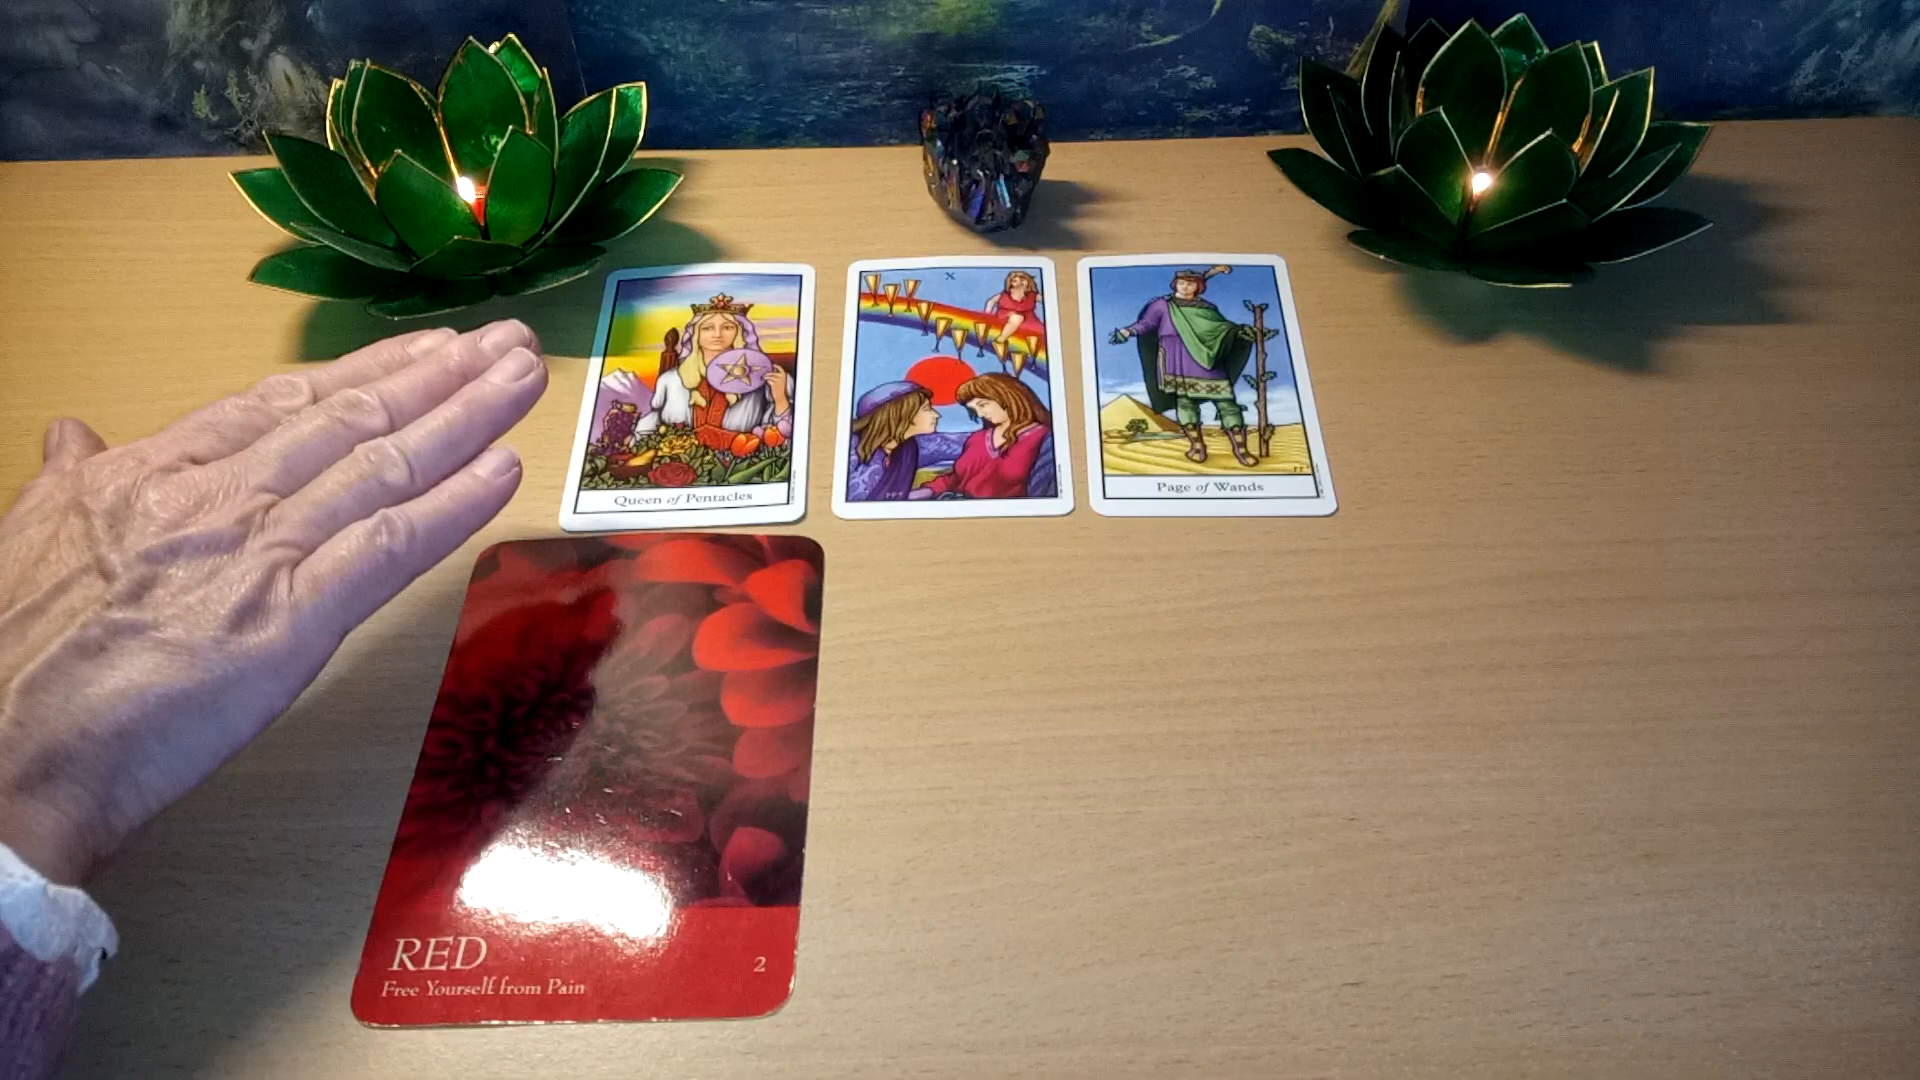 X
Queen of Pentacles
Page of Wands
RED
2
Free Yourself from Pain